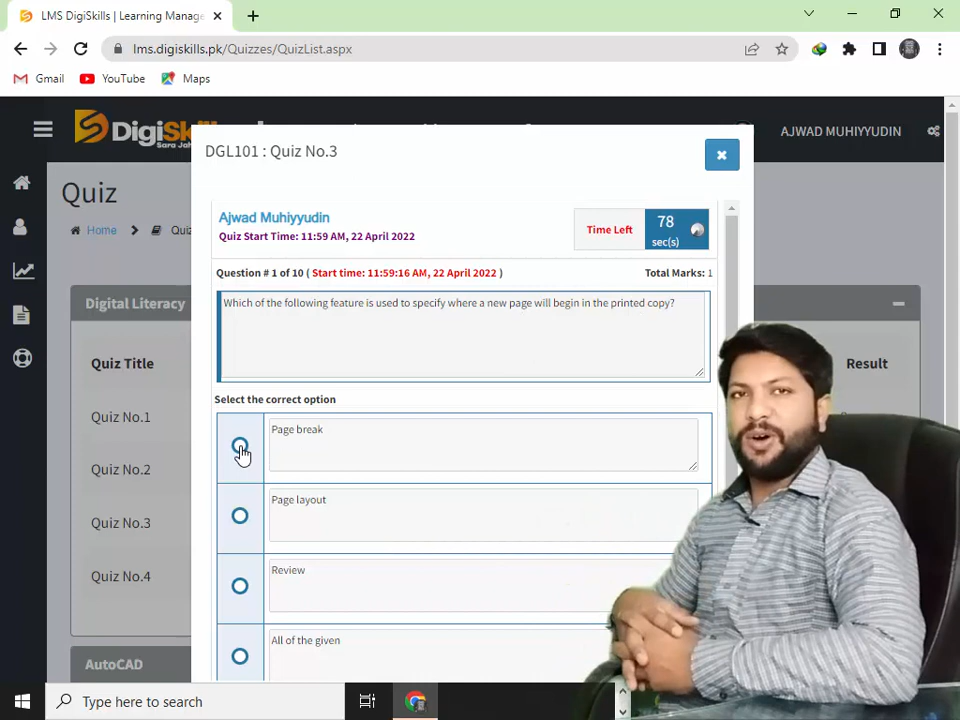 LMS DigiSkills | Learning Manage
lms.digiskills.pk/Quizzes/QuizList.aspx
Gmail
YouTube
Maps
AJWAD MUHIYYUDIN
DGL101 : Quiz No.3
Quiz
Ajwad Muhiyyudin
Quiz Start Time: 11:59 AM, 22 April 2022
Time Left
78
sec(s)
Home
Question # 1 of 10 ( Start time: 11:59:16 AM, 22 April 2022 )
Total Marks: 1
Digital Literacy
Which of the following feature is used to specify where a new page will begin in the printed copy?
Quiz Title
Result
Select the correct option
Quiz No.1
Page break
Quiz No.2
Page layout
Quiz No.3
Review
Quiz No.4
All of the given
AutoCAD
Type here to search